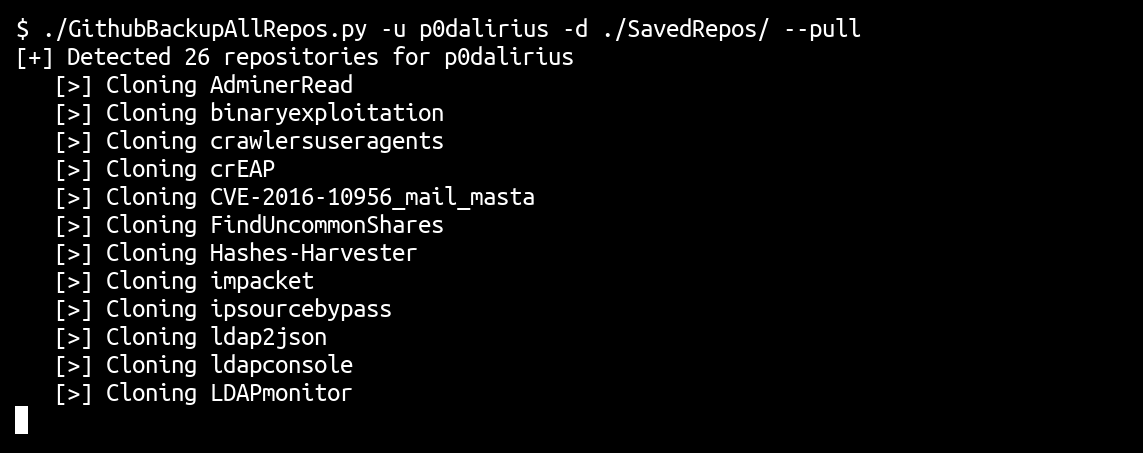 $ ./GithubBackupAllRepos.py -u p0dalirius -d ./SavedRepos/ --pull
[+] Detected 26 repositories for p0dalirius
[>] Cloning AdminerRead
[>] Cloning binaryexploitation
[>] Cloning crawlersuseragents
[>] Cloning crEAP
[>] Cloning CVE-2016-10956_mail_masta
[>] Cloning FindUncommonShares
[>] Cloning Hashes-Harvester
[>] Cloning impacket
[>] Cloning ipsourcebypass
[>] Cloning ldap2json
[>] Cloning ldapconsole
[>] Cloning LDAPmonitor